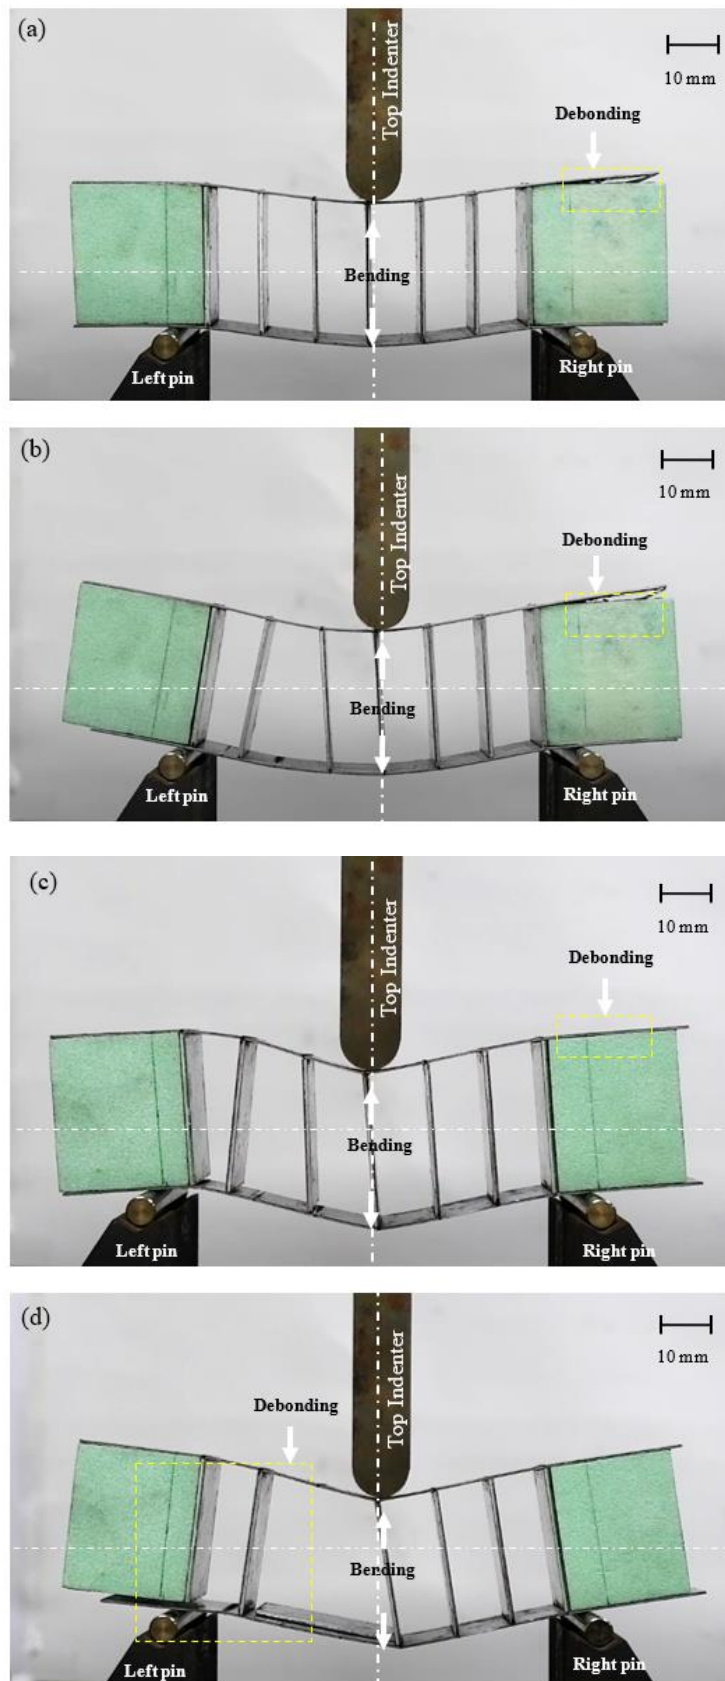 (a)
Top Indenter
10 mm
Debonding
Bending
Left pin
Right pin
(b)
Top Indenter
10 mm
Debonding
Bending
Left pin
Right pin
(c)
Top Indenter
10 mm
Debonding
Bending
Left pin
Right pin
(d)
Top Indenter
10 mm
Debonding
Bending
Left pin
Right pin